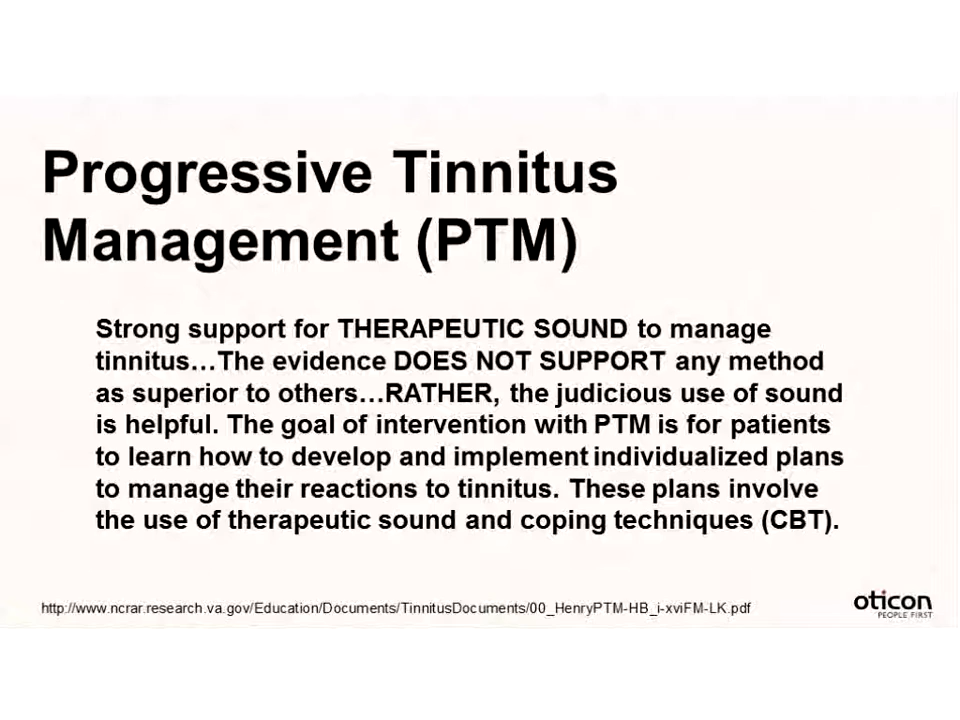 Progressive Tinnitus
Management (PTM)
Strong support for THERAPEUTIC SOUND to manage
tinnitus…The evidence DOES NOT SUPPORT any method
as superior to others…RATHER, the judicious use of sound
is helpful. The goal of intervention with PTM is for patients
to learn how to develop and implement individualized plans
to manage their reactions to tinnitus. These plans involve
the use of therapeutic sound and coping techniques (CBT).
http://www.ncrar.research.va.gov/Education/Documents/TinnitusDocuments/00_HenryPTM-HB_i-xviFM-LK.pdf
oticon
PEOPLE FIRST